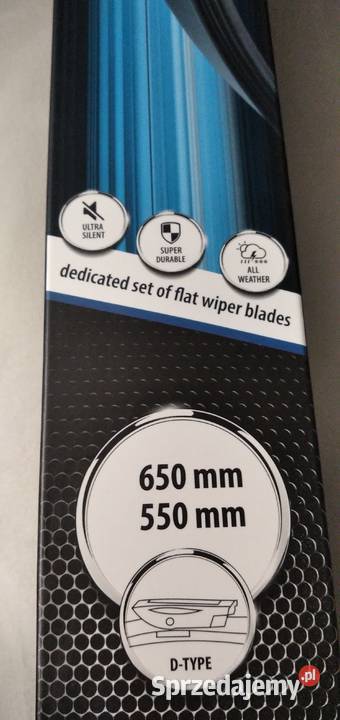 ULTRA
SILENT
SUPER
DURABLE
ALL
WEATHER
dedicated set of flat wiper blades
650 mm
550 mm
D-TYPE
Sprzedajemy.pl